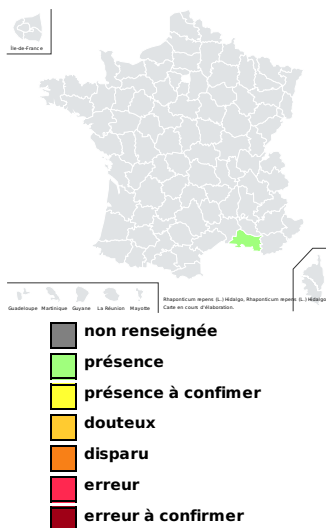 Île-de-France
Guadeloupe Martinique Guyane La Réunion Mayotte
Rhaponticum repens (L.) Hidalgo, Rhaponticum repens (L.) Hidalgo
Carte en cours d'élaboration.
non renseignée
présence
présence à confimer
douteux
disparu
erreur
erreur à confirmer